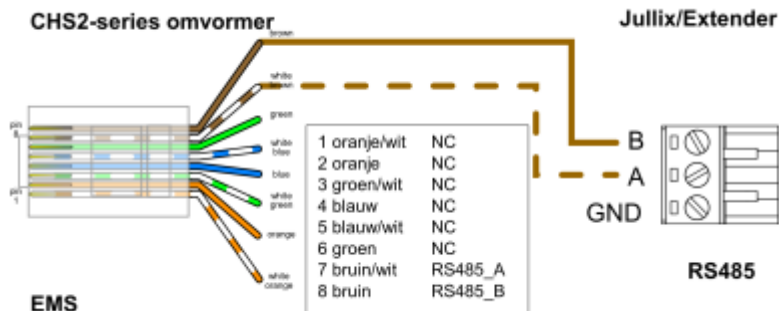 CHS2-series omvormer
Jullix/Extender
brown
white
brown
green
white
blue
blue
white
green
orange
white
orange
pin
8
pin
1
1 oranje/wit NC
2 oranje NC
3 groen/wit NC
4 blauw NC
5 blauw/wit NC
6 groen NC
7 bruin/wit RS485_A
8 bruin RS485_B
B
A
GND
RS485
EMS